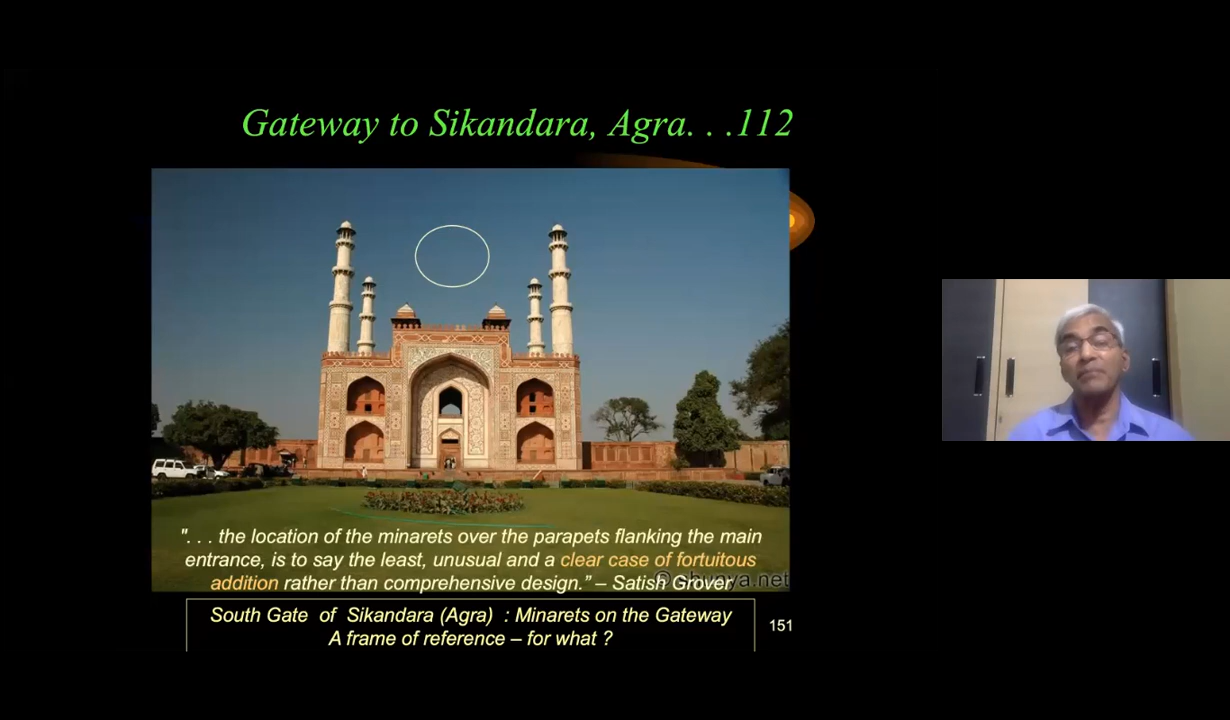 Gateway to Sikandara, Agra. . .112
". . . the location of the minarets over the parapets flanking the main
entrance, is to say the least, unusual and a clear case of fortuitous
addition rather than comprehensive design.” – Satish Grover
South Gate of Sikandara (Agra) : Minarets on the Gateway
A frame of reference – for what ?
151